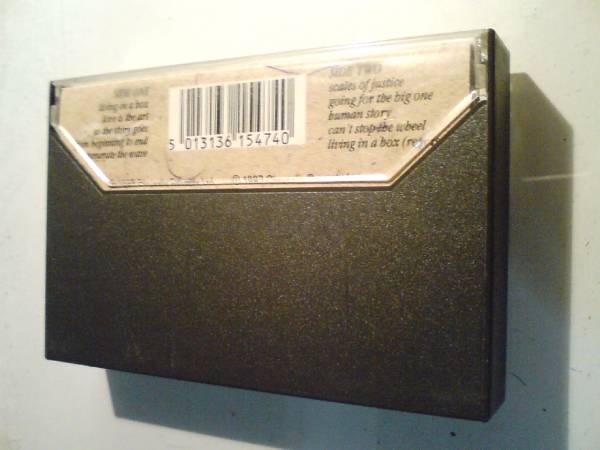 SIDE ONE
living in a box
love is the art
so the story goes
from beginning to end
generate the wave
5 013136 154740
SIDE TWO
scales of justice
going for the big one
human story
can't stop the wheel
living in a box